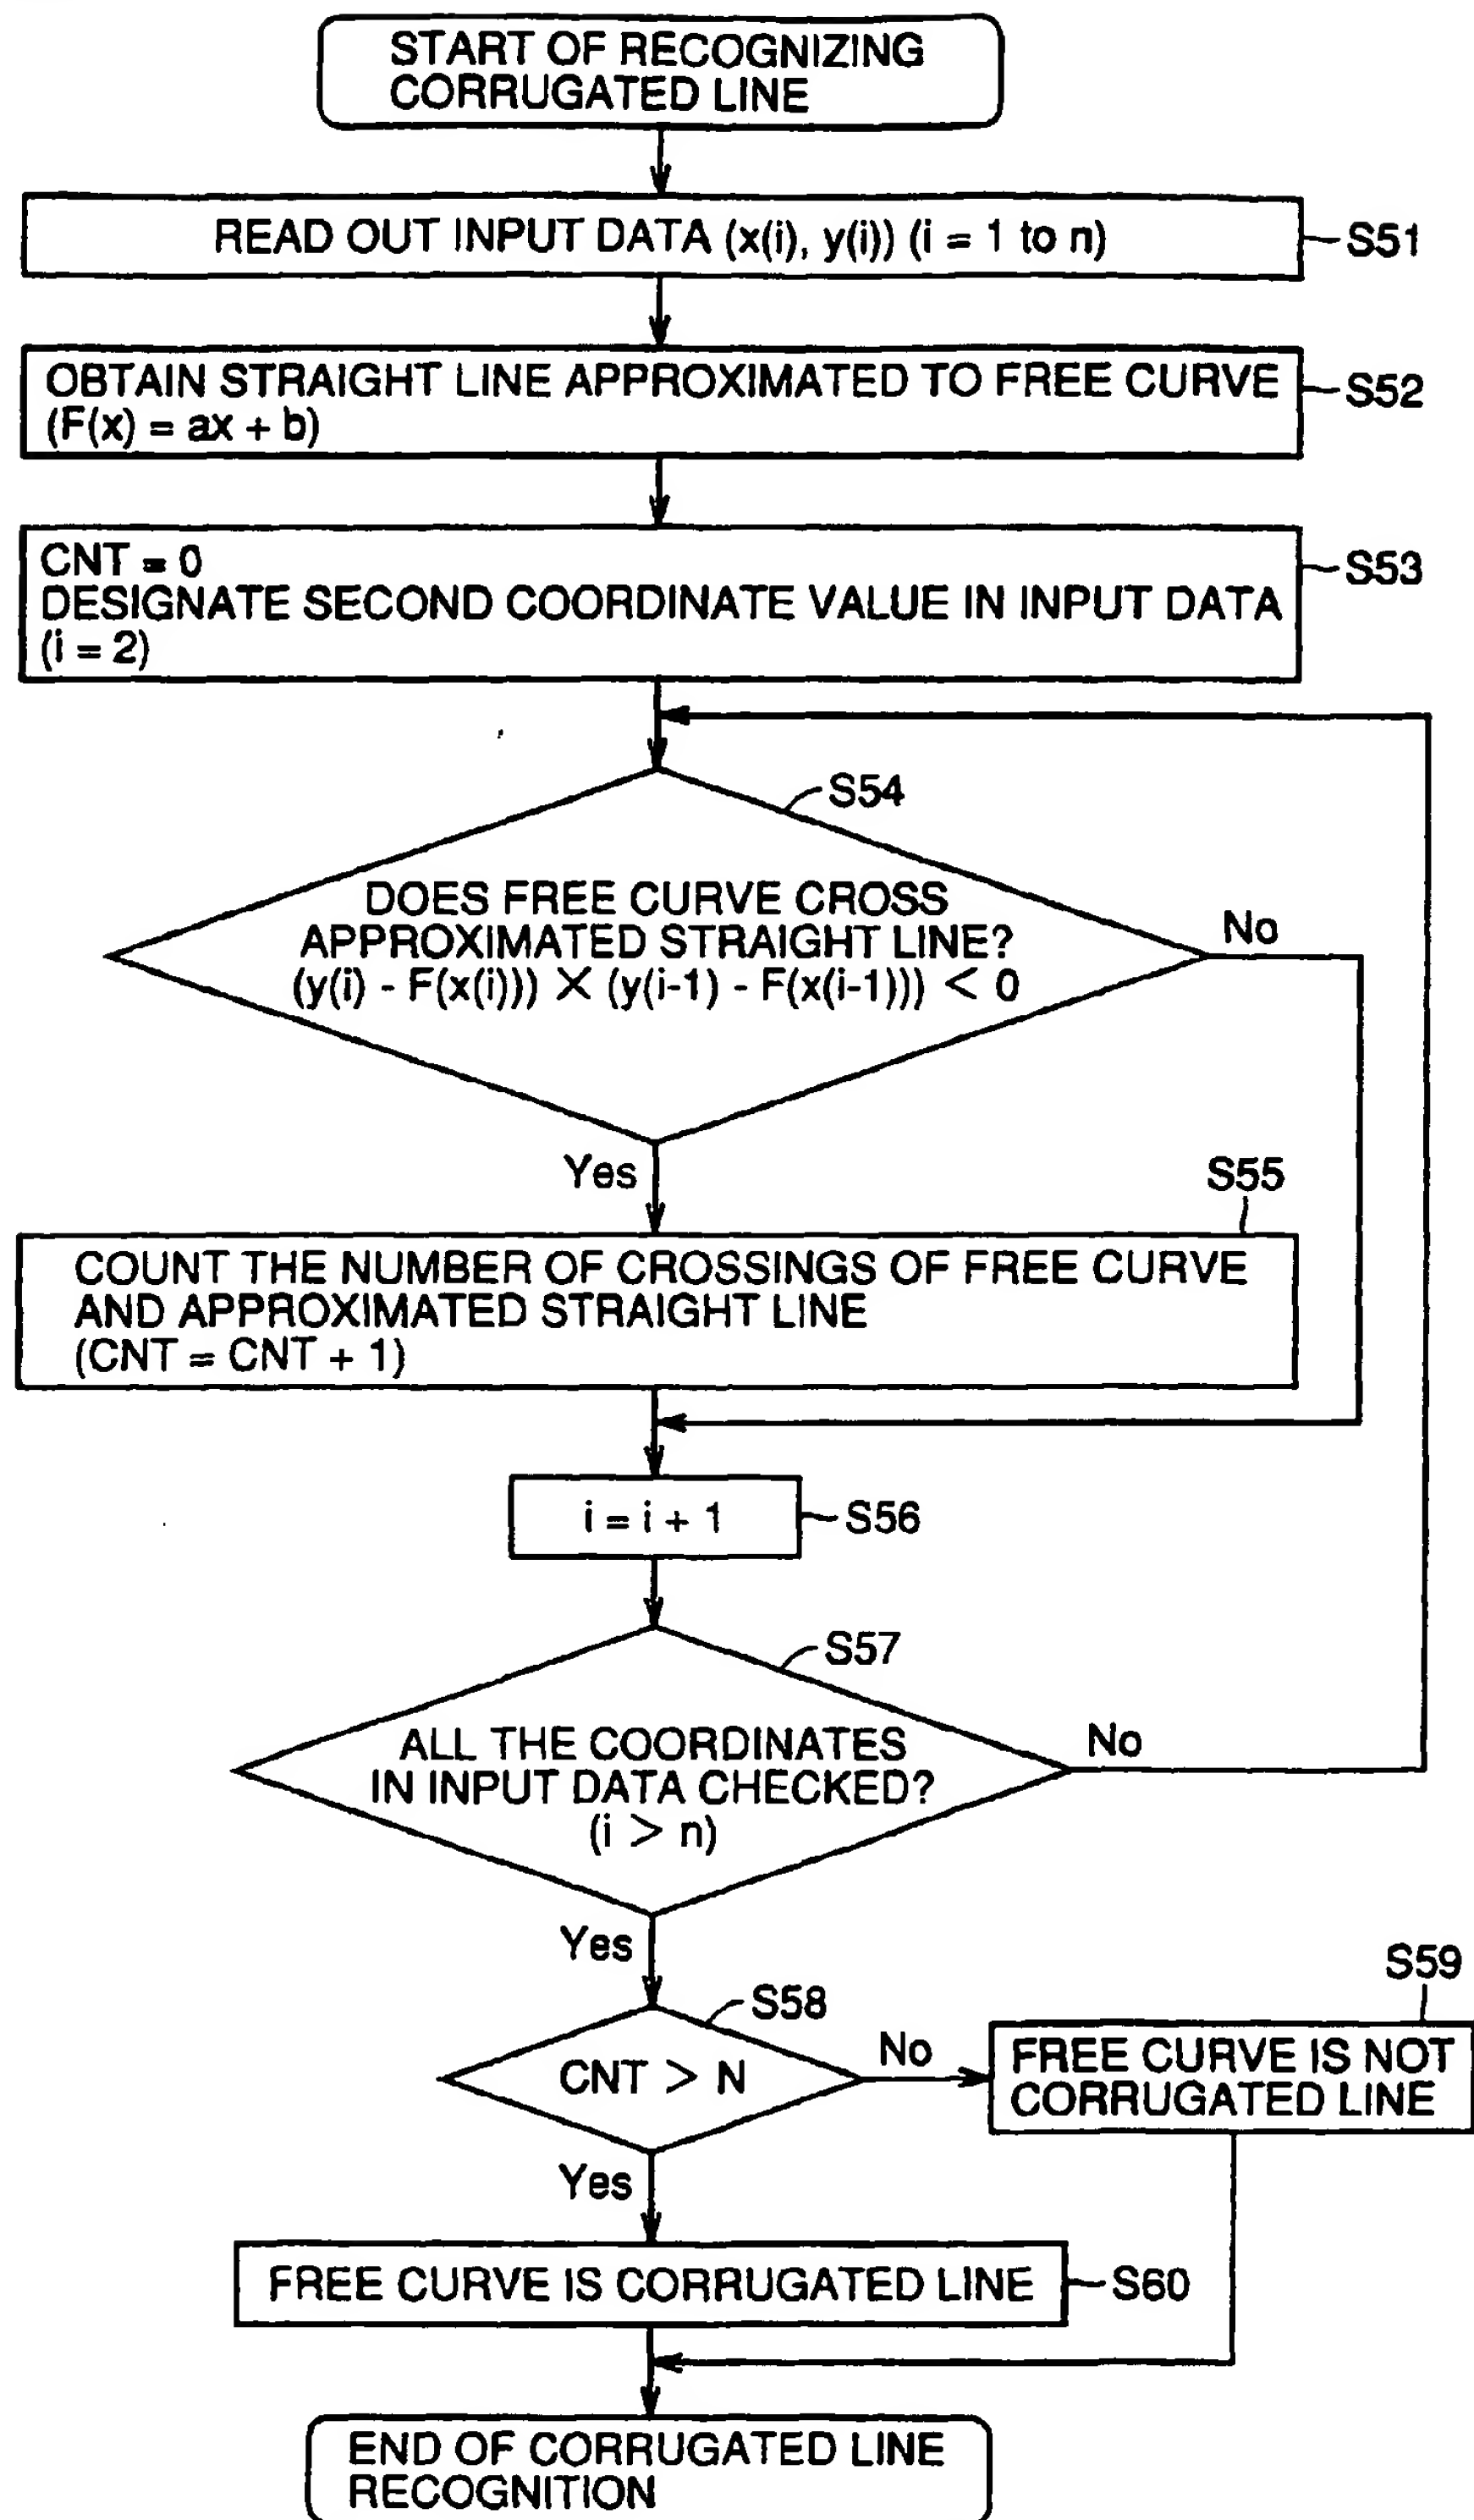 START OF RECOGNIZING
CORRUGATED LINE
READ OUT INPUT DATA (x(i), y(i)) (i = 1 to n)
S51
OBTAIN STRAIGHT LINE APPROXIMATED TO FREE CURVE
(F(x) = ax + b)
S52
CNT = 0
DESIGNATE SECOND COORDINATE VALUE IN INPUT DATA
(i = 2)
S53
S54
DOES FREE CURVE CROSS
APPROXIMATED STRAIGHT LINE?
(y(i) - F(x(i))) X (y(i-1) - F(x(i-1))) < 0
No
Yes
S55
COUNT THE NUMBER OF CROSSINGS OF FREE CURVE
AND APPROXIMATED STRAIGHT LINE
(CNT = CNT + 1)
i = i + 1
S56
S57
ALL THE COORDINATES
IN INPUT DATA CHECKED?
(i > n)
No
Yes
S58
CNT > N
No
S59
FREE CURVE IS NOT
CORRUGATED LINE
Yes
FREE CURVE IS CORRUGATED LINE
S60
END OF CORRUGATED LINE
RECOGNITION